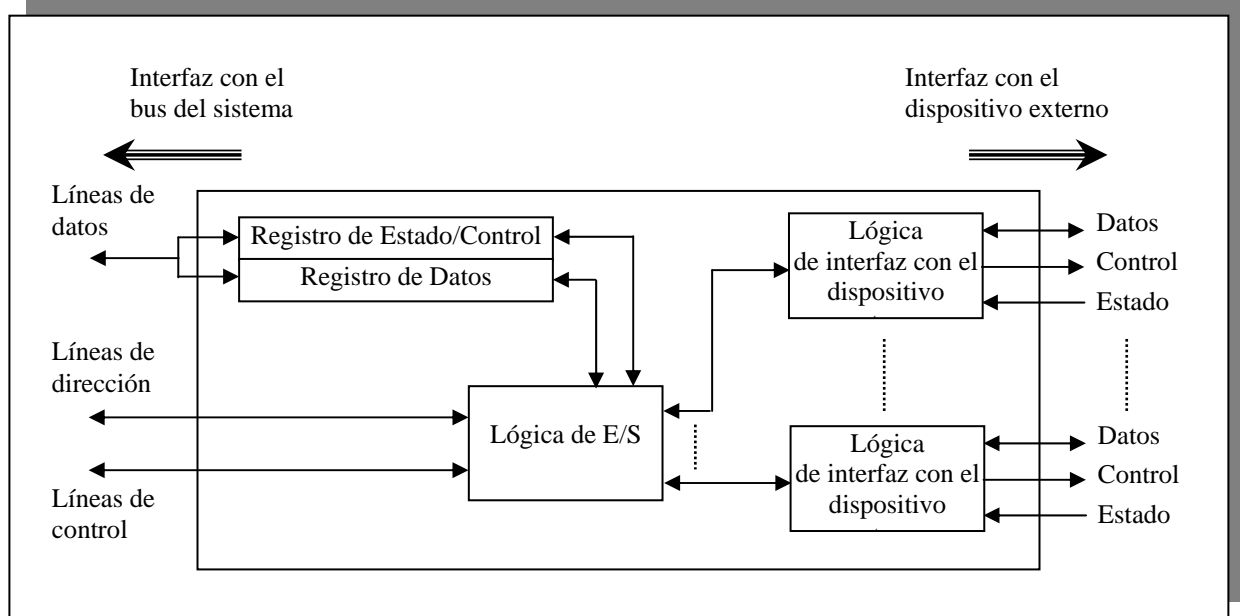 Interfaz con el
bus del sistema
Interfaz con el
dispositivo externo
Líneas de
datos
Registro de Estado/Control
Registro de Datos
Lógica
de interfaz con el
dispositivo
Datos
Control
Estado
Líneas de
dirección
Lógica de E/S
Líneas de
control
Lógica
de interfaz con el
dispositivo
Datos
Control
Estado